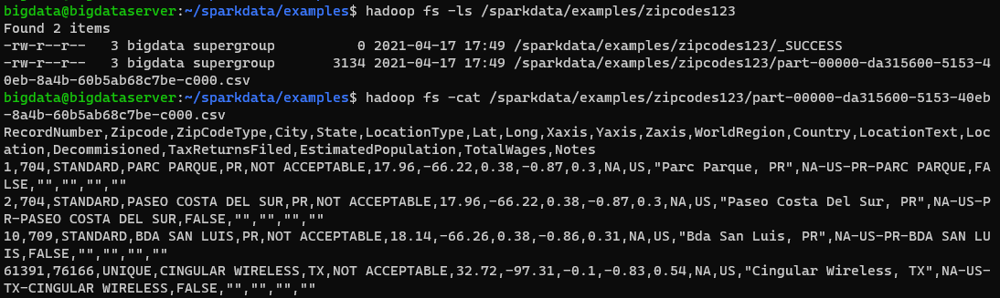 bigdata@bigdataserver:~/sparkdata/examples$ hadoop fs -ls /sparkdata/examples/zipcodes123
Found 2 items
-rw-r--r--   3 bigdata supergroup          0 2021-04-17 17:49 /sparkdata/examples/zipcodes123/_SUCCESS
-rw-r--r--   3 bigdata supergroup       3134 2021-04-17 17:49 /sparkdata/examples/zipcodes123/part-00000-da315600-5153-4
0eb-8a4b-60b5ab68c7be-c000.csv
bigdata@bigdataserver:~/sparkdata/examples$ hadoop fs -cat /sparkdata/examples/zipcodes123/part-00000-da315600-5153-40eb
-8a4b-60b5ab68c7be-c000.csv
RecordNumber,Zipcode,ZipCodeType,City,State,LocationType,Lat,Long,Xaxis,Yaxis,Zaxis,WorldRegion,Country,LocationText,Loc
ation,Decommisioned,TaxReturnsFiled,EstimatedPopulation,TotalWages,Notes
1,704,STANDARD,PARC PARQUE,PR,NOT ACCEPTABLE,17.96,-66.22,0.38,-0.87,0.3,NA,US,"Parc Parque, PR",NA-US-PR-PARC PARQUE,FA
LSE,"","","",""
2,704,STANDARD,PASEO COSTA DEL SUR,PR,NOT ACCEPTABLE,17.96,-66.22,0.38,-0.87,0.3,NA,US,"Paseo Costa Del Sur, PR",NA-US-P
R-PASEO COSTA DEL SUR,FALSE,"","","",""
10,709,STANDARD,BDA SAN LUIS,PR,NOT ACCEPTABLE,18.14,-66.26,0.38,-0.86,0.31,NA,US,"Bda San Luis, PR",NA-US-PR-BDA SAN LU
IS,FALSE,"","","",""
61391,76166,UNIQUE,CINGULAR WIRELESS,TX,NOT ACCEPTABLE,32.72,-97.31,-0.1,-0.83,0.54,NA,US,"Cingular Wireless, TX",NA-US-
TX-CINGULAR WIRELESS,FALSE,"","","",""